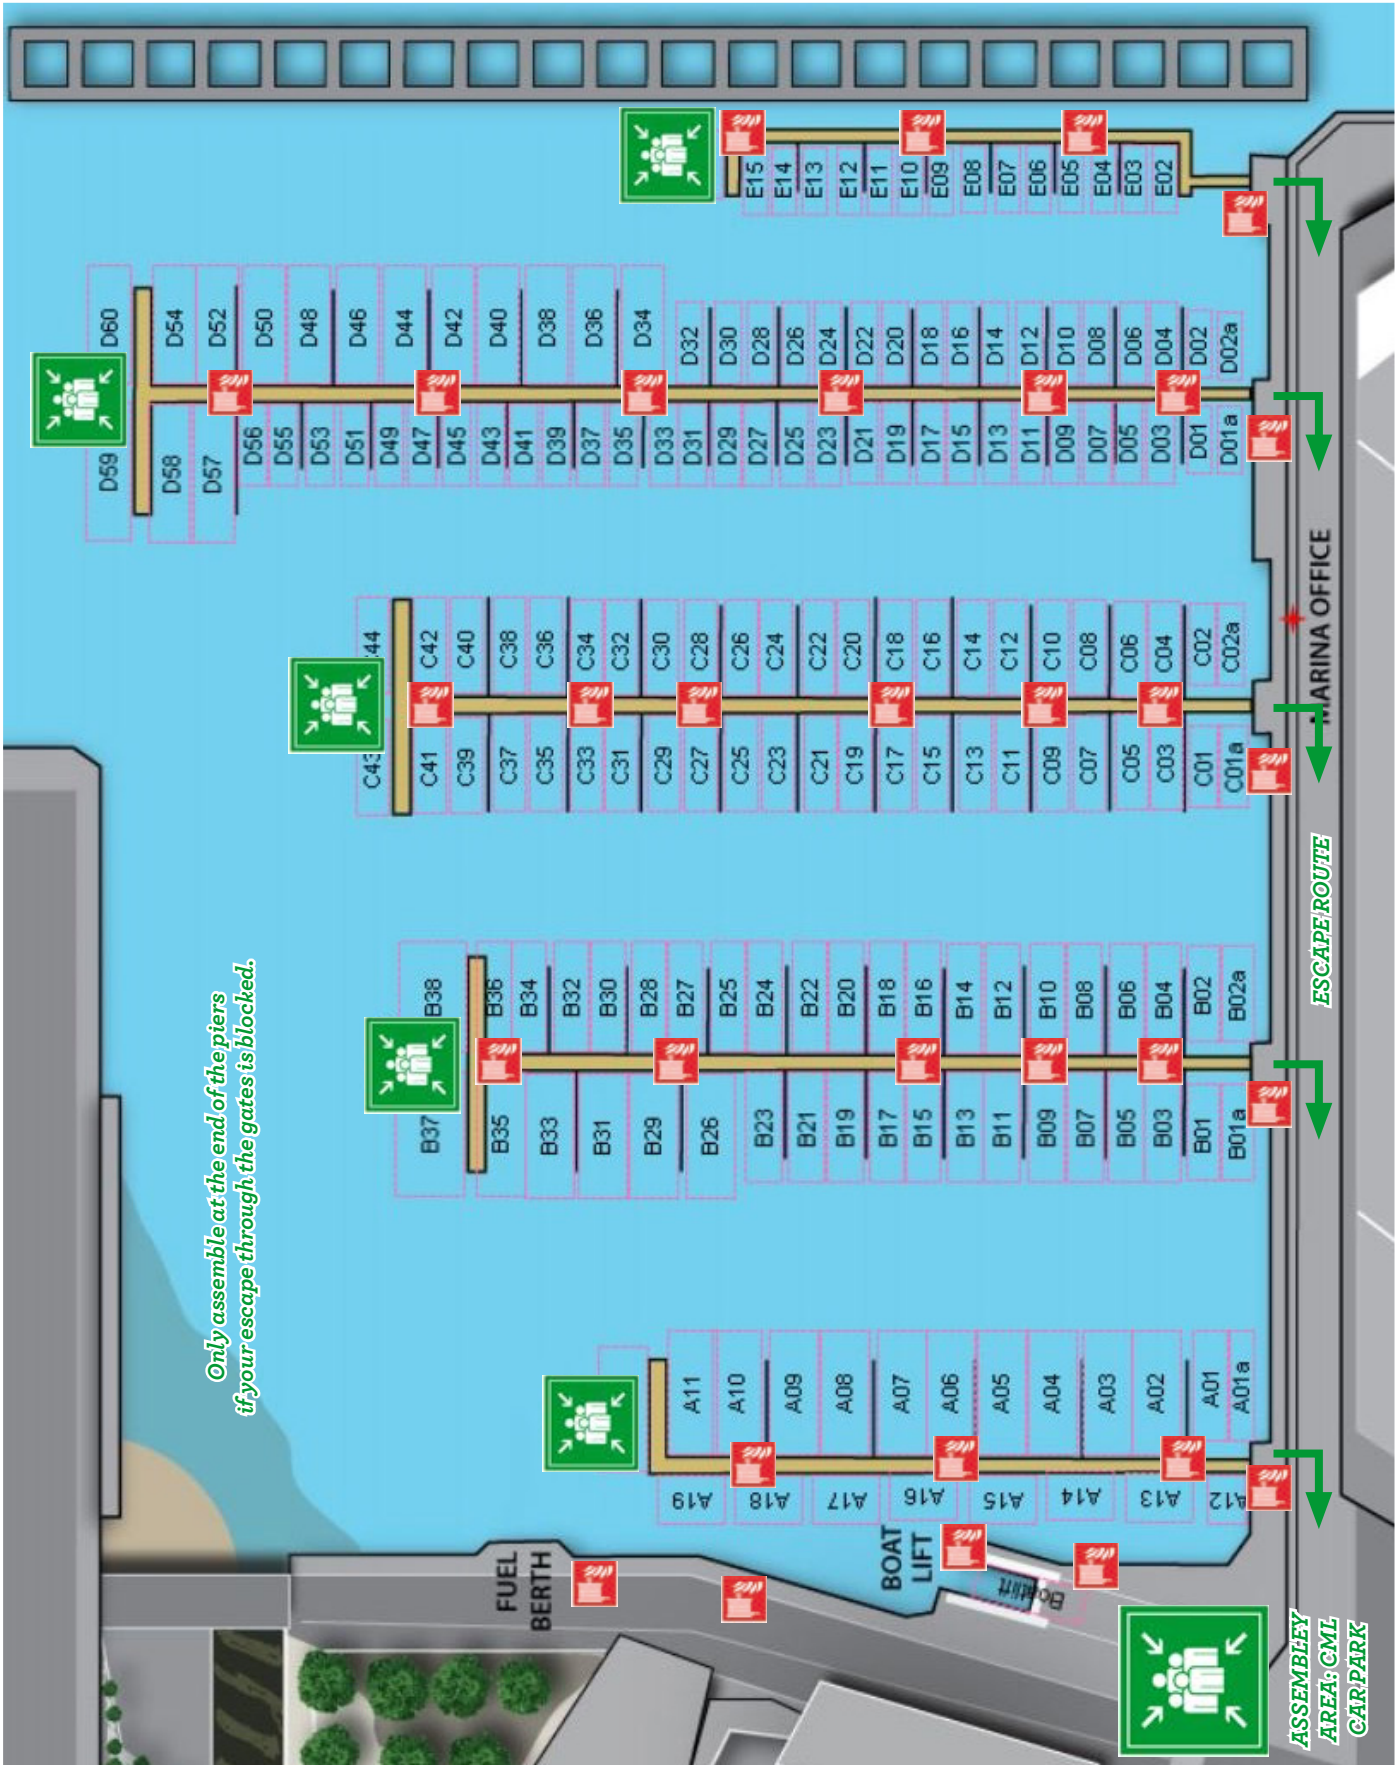 E15
E14
E13
E12
E11
E10
E09
E08
E07
E06
E05
E04
E03
E02
D60
D54
D52
D50
D48
D46
D44
D42
D40
D38
D36
D34
D32
D30
D28
D26
D24
D22
D20
D18
D16
D14
D12
D10
D08
D06
D04
D02
D02a
D59
D58
D57
D56
D55
D53
D51
D49
D47
D45
D43
D41
D39
D37
D35
D33
D31
D29
D27
D25
D23
D21
D19
D17
D15
D13
D11
D09
D07
D05
D03
D01
D01a
MARINA OFFICE
:44
C42
C40
C38
C36
C34
C32
C30
C28
C26
C24
C22
C20
C18
C16
C14
C12
C10
C08
C06
C04
C02
C02a
C43
C41
C39
C37
C35
C33
C31
C29
C27
C25
C23
C21
C19
C17
C15
C13
C11
C09
C07
C05
C03
C01
C01a
ESCAPE ROUTE
Only assemble at the end of the piers
if your escape through the gates is blocked.
B38
B36
B34
B32
B30
B28
B27
B25
B24
B22
B20
B18
B16
B14
B12
B10
B08
B06
B04
B02
B02a
B37
B35
B33
B31
B29
B26
B23
B21
B19
B17
B15
B13
B11
B09
B07
B05
B03
B01
B01a
A11
A10
A09
A08
A07
A06
A05
A04
A03
A02
A01
A01a
A19
A18
A17
A16
A15
A14
A13
A12
FUEL
BERTH
BOAT
LIFT
Boatlift
ASSEMBLEY
AREA: CML
CAR PARK